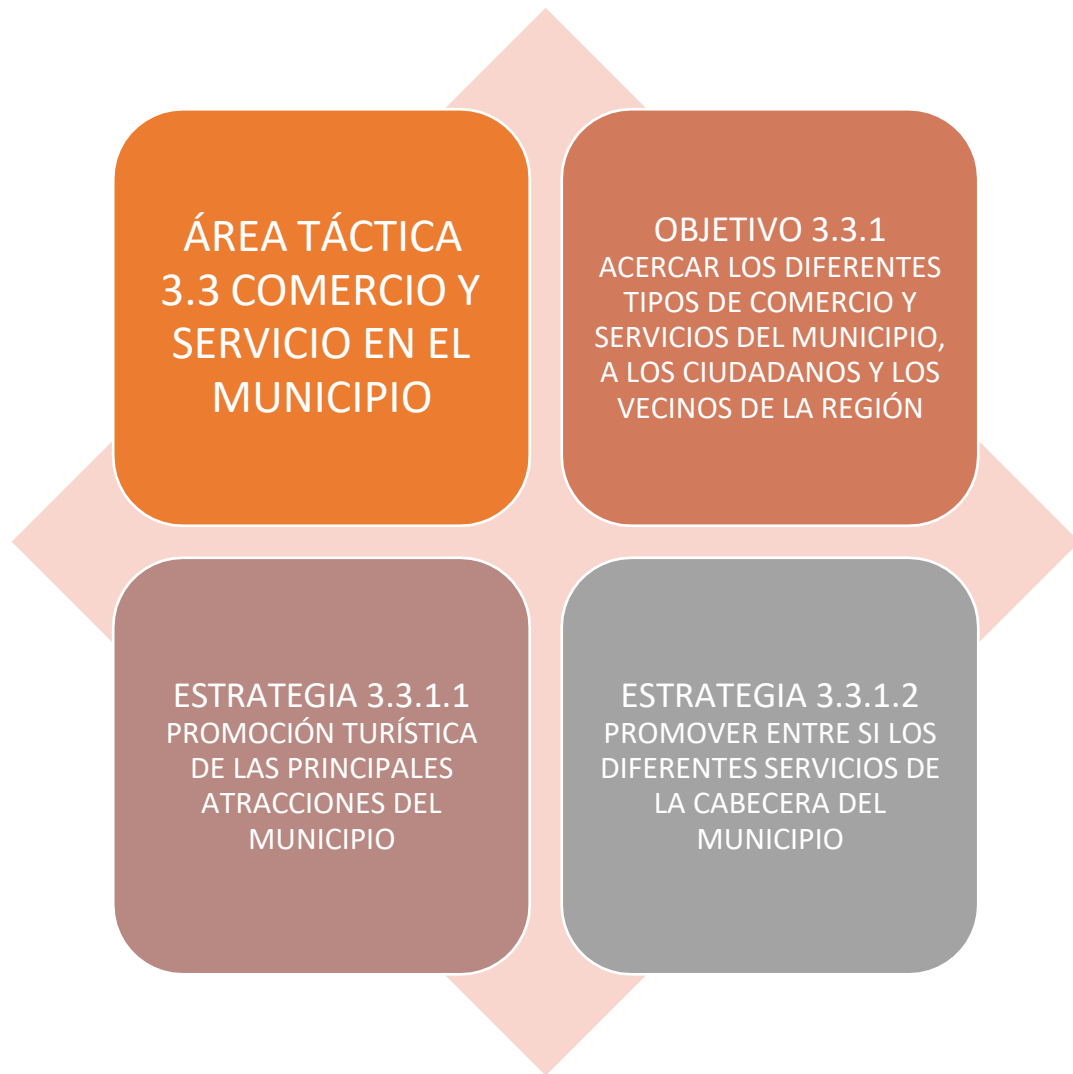 ÁREA TÁCTICA
3.3 COMERCIO Y
SERVICIO EN EL
MUNICIPIO
OBJETIVO 3.3.1
ACERCAR LOS DIFERENTES
TIPOS DE COMERCIO Y
SERVICIOS DEL MUNICIPIO,
A LOS CIUDADANOS Y LOS
VECINOS DE LA REGIÓN
ESTRATEGIA 3.3.1.1
PROMOCIÓN TURÍSTICA
DE LAS PRINCIPALES
ATRACCIONES DEL
MUNICIPIO
ESTRATEGIA 3.3.1.2
PROMOVER ENTRE SI LOS
DIFERENTES SERVICIOS DE
LA CABECERA DEL
MUNICIPIO